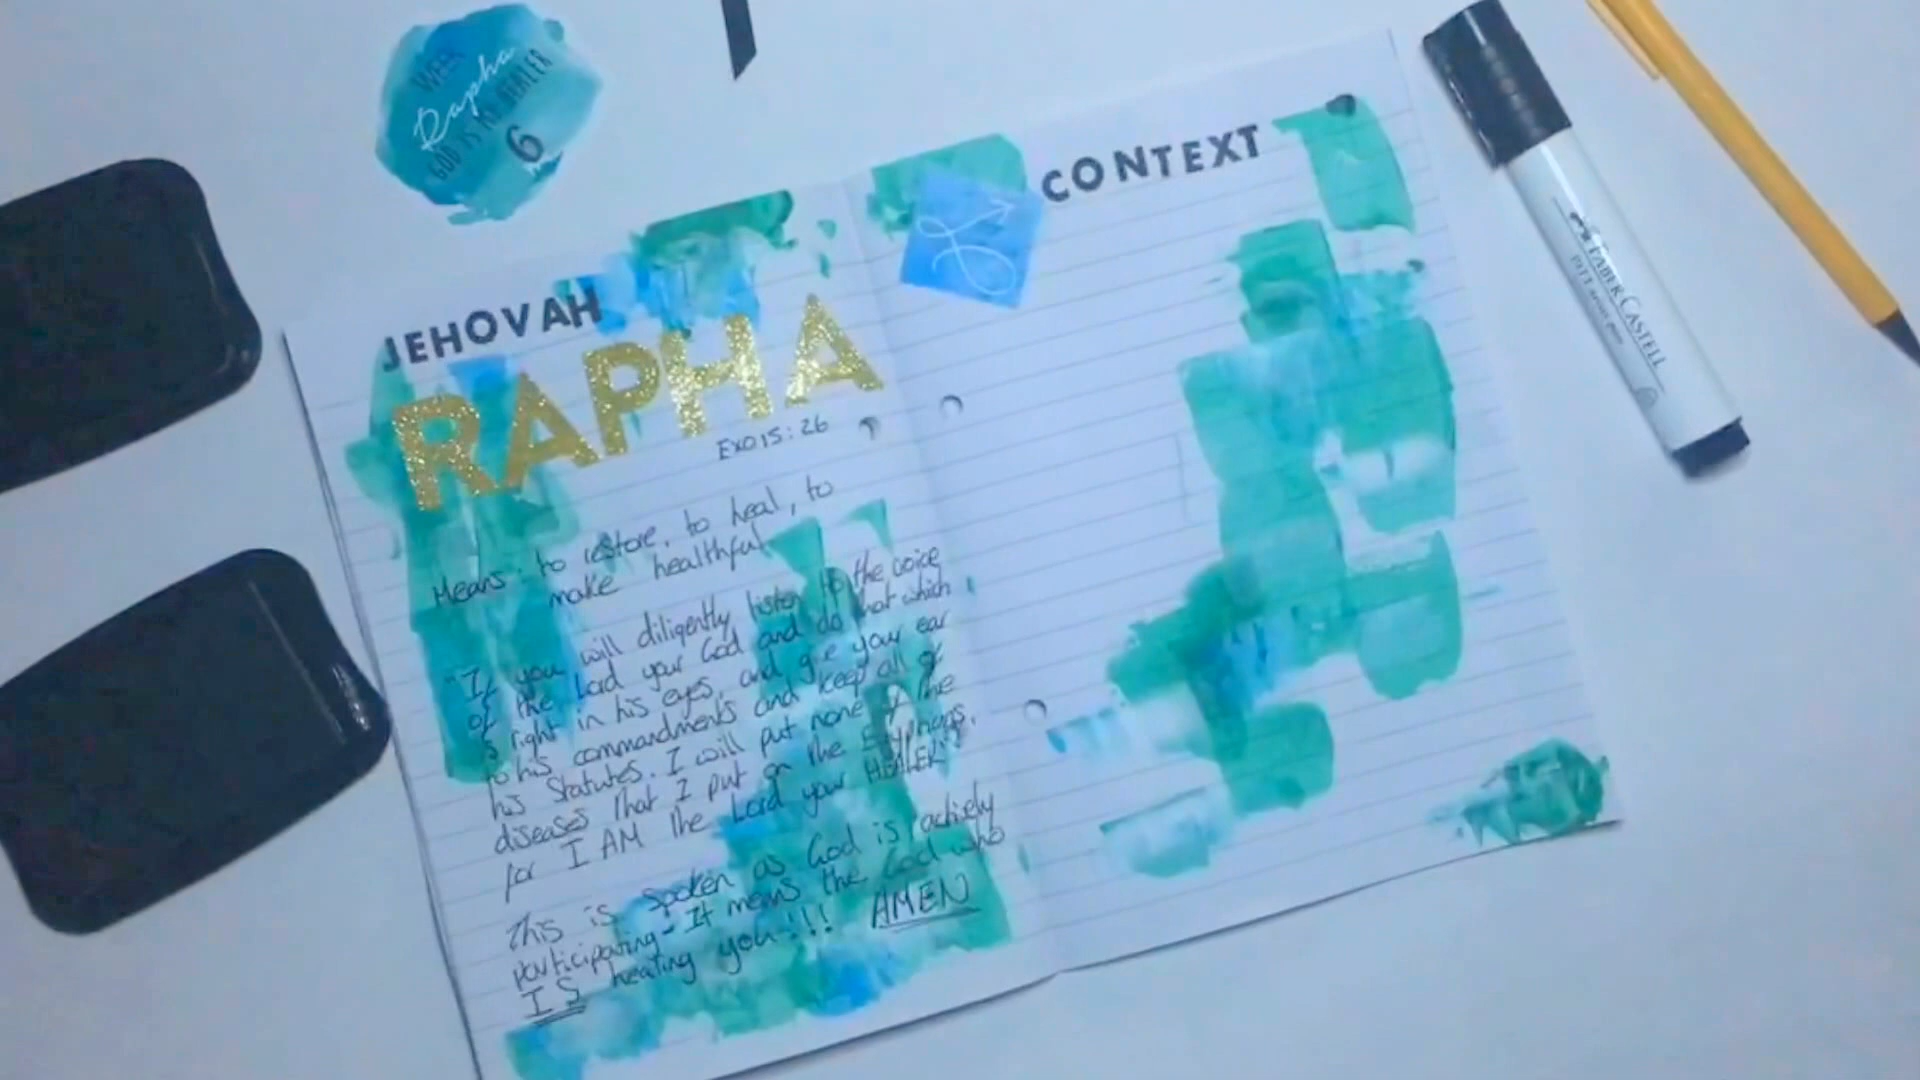 WEEK
Rapha
GOD IS MY HEALER
6
JEHOVAH
RAPHA
EXO 15:26
Means: to restore, to heal, to
make healthful.
"If you will diligently listen to the voice
of the Lord your God and do that which
is right in his eyes, and give your ear
to his commandments and keep all of
his statutes. I will put none of the
diseases that I put on the Egyptians,
for I AM the Lord your HEALER".
This is spoken as God is actively
participating - It means the God who
IS healing you!!! AMEN
CONTEXT
FABER CASTELL
PITT artist pen